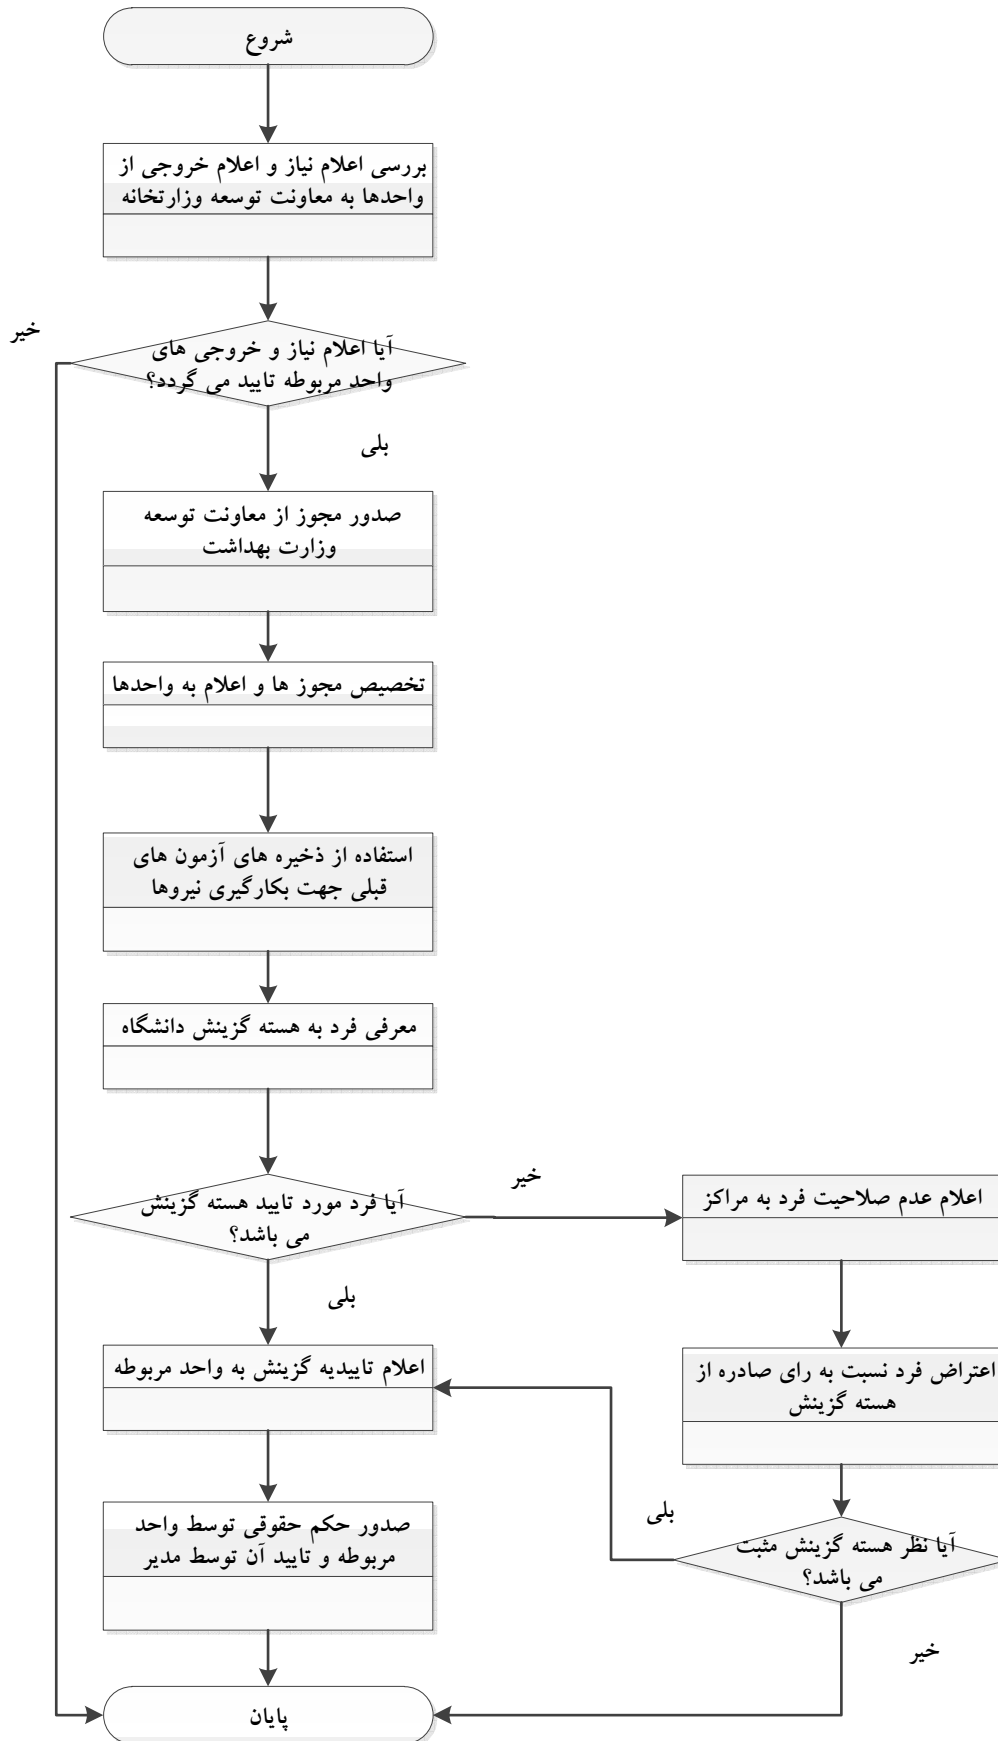 شروع
بررسی اعلام نیاز و اعلام خروجی از
واحدها به معاونت توسعه وزارتخانه
خیر
آیا اعلام نیاز و خروجی های
واحد مربوطه تایید می گردد؟
بلی
صدور مجوز از معاونت توسعه
وزارت بهداشت
تخصیص مجوز ها و اعلام به واحدها
استفاده از ذخیره های آزمون های
قبلی جهت بکارگیری نیروها
معرفی فرد به هسته گزینش دانشگاه
آیا فرد مورد تایید هسته گزینش
می باشد؟
خیر
اعلام عدم صلاحیت فرد به مراکز
بلی
اعلام تاییدیه گزینش به واحد مربوطه
اعتراض فرد نسبت به رای صادره از
هسته گزینش
صدور حکم حقوقی توسط واحد
مربوطه و تایید آن توسط مدیر
بلی
آیا نظر هسته گزینش مثبت
می باشد؟
خیر
پایان